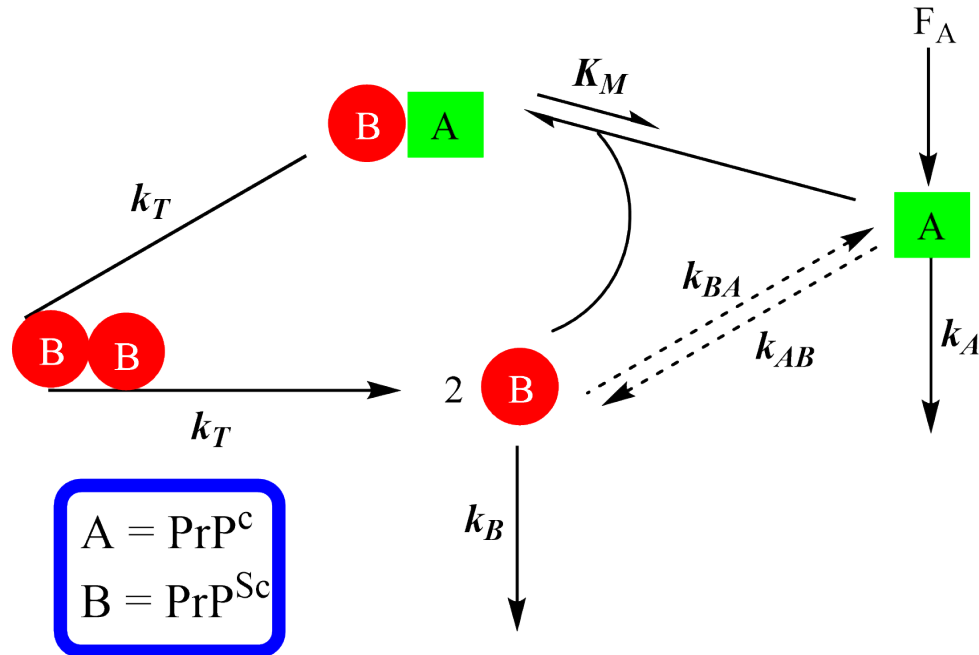 F_A
K_M
B A
k_T
A
k_BA
k_AB
k_A
B B
2 B
k_T
k_B
A = PrP^c
B = PrP^Sc